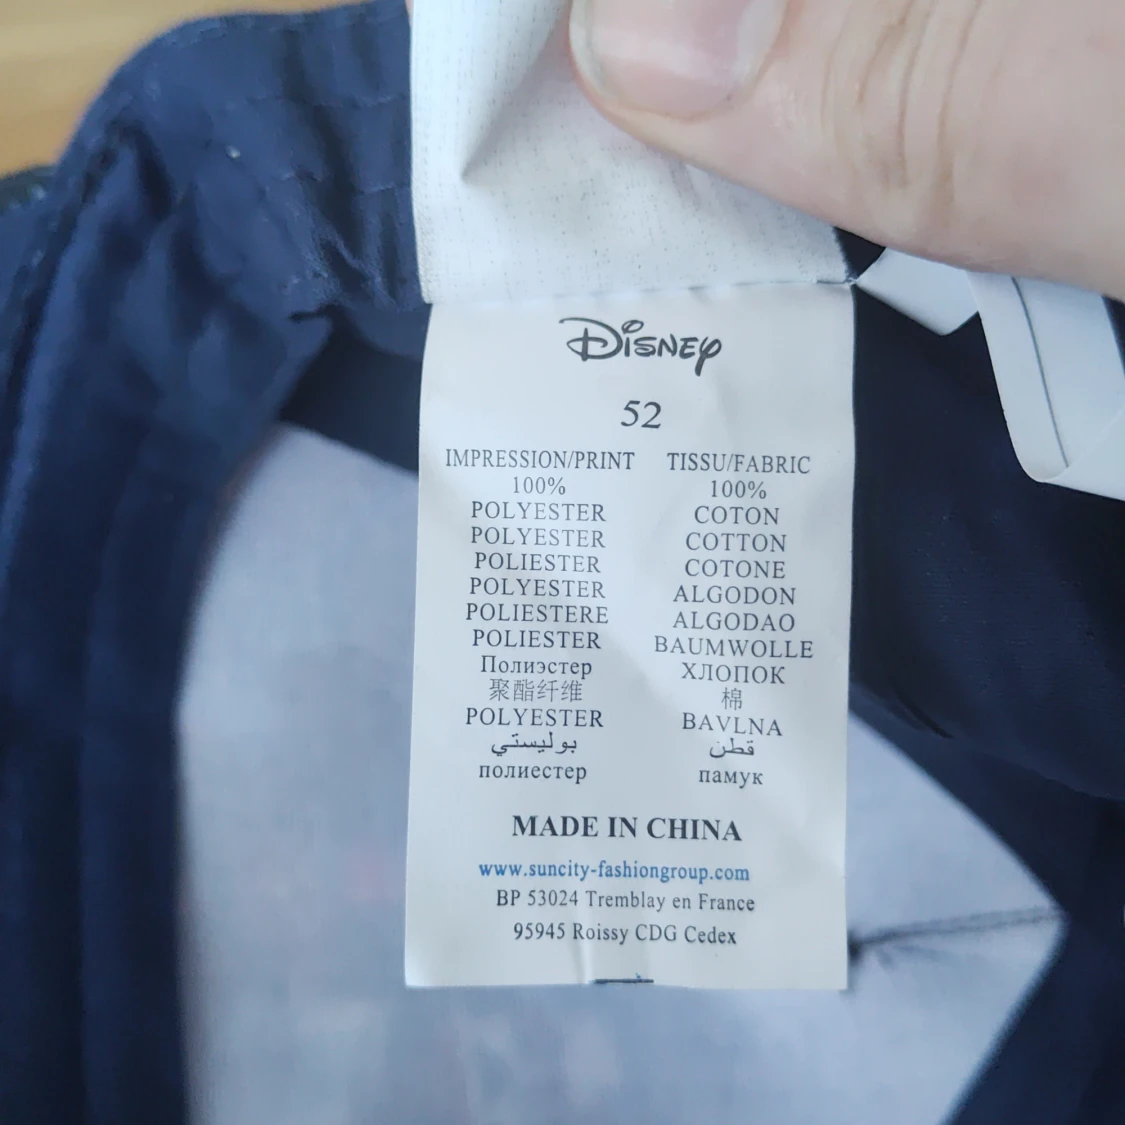 Disney
52
IMPRESSION/PRINT TISSU/FABRIC
100% 100%
POLYESTER COTON
POLYESTER COTTON
POLIESTER COTONE
POLYESTER ALGODON
POLIESTERE ALGODAO
POLIESTER BAUMWOLLE
Полиэстер ХЛОПОК
聚酯纤维 棉
POLYESTER BAVLNA
بوليستي قطن
полиестер памук
MADE IN CHINA
www.suncity-fashiongroup.com
BP 53024 Tremblay en France
95945 Roissy CDG Cedex